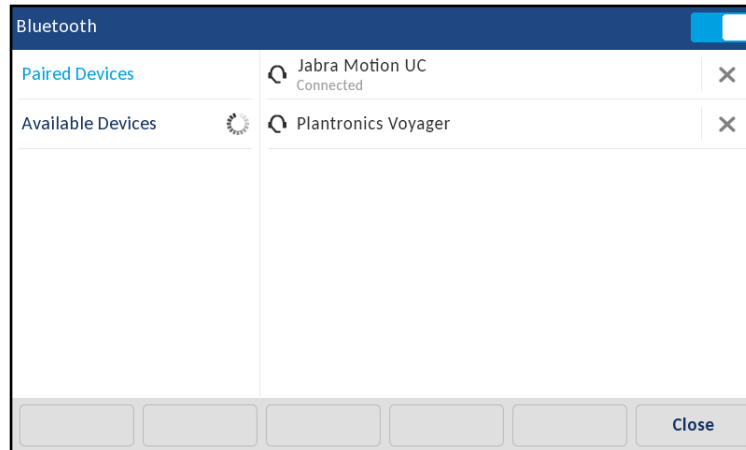 Bluetooth
Paired Devices
Available Devices
Jabra Motion UC
Connected
Plantronics Voyager
Close